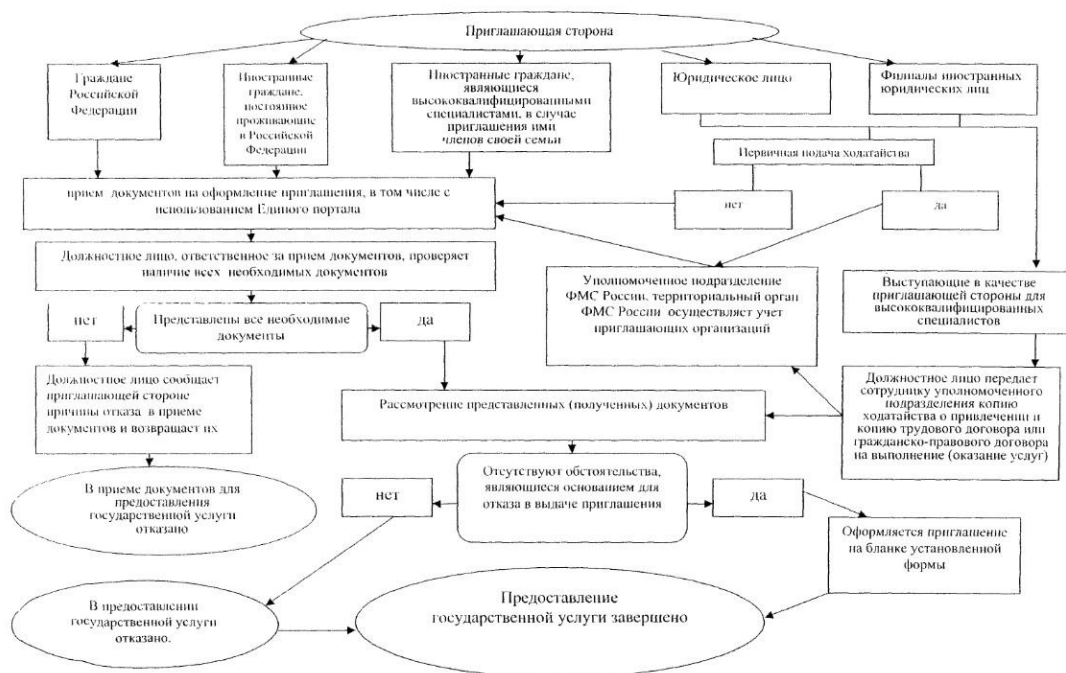 Приглашающая сторона
Граждане
Российской
Федерации
Иностранные
граждане,
постоянное
проживающие
в Российской
Федерации
Иностранные граждане,
являющиеся
высококвалифицированными
специалистами, в случае
приглашения ими
членов своей семьи
Юридическое лицо
Филиалы иностранных
юридических лиц
Первичная подача ходатайства
нет
да
прием документов на оформление приглашения, в том числе с
использованием Единого портала
Должностное лицо, ответственное за прием документов, проверяет
наличие всех необходимых документов
нет
Представлены все необходимые
документы
да
Уполномоченное подразделение
ФМС России, территориальный орган
ФМС России осуществляет учет
приглашающих организаций
Выступающие в качестве
приглашающей стороны для
высококвалифицированных
специалистов
Должностное лицо сообщает
приглашающей стороне
причины отказа в приеме
документов и возвращает их
Рассмотрение представленных (полученных) документов
Должностное лицо передает
сотруднику уполномоченного
подразделения копию
ходатайства о привлечении и
копию трудового договора или
гражданско-правового договора
на выполнение (оказание услуг)
В приеме документов для
предоставления
государственной услуги
отказано
нет
Отсутствуют обстоятельства,
являющиеся основанием для
отказа в выдаче приглашения
да
Оформляется приглашение
на бланке установленной
формы
В предоставлении
государственной услуги
отказано.
Предоставление
государственной услуги завершено